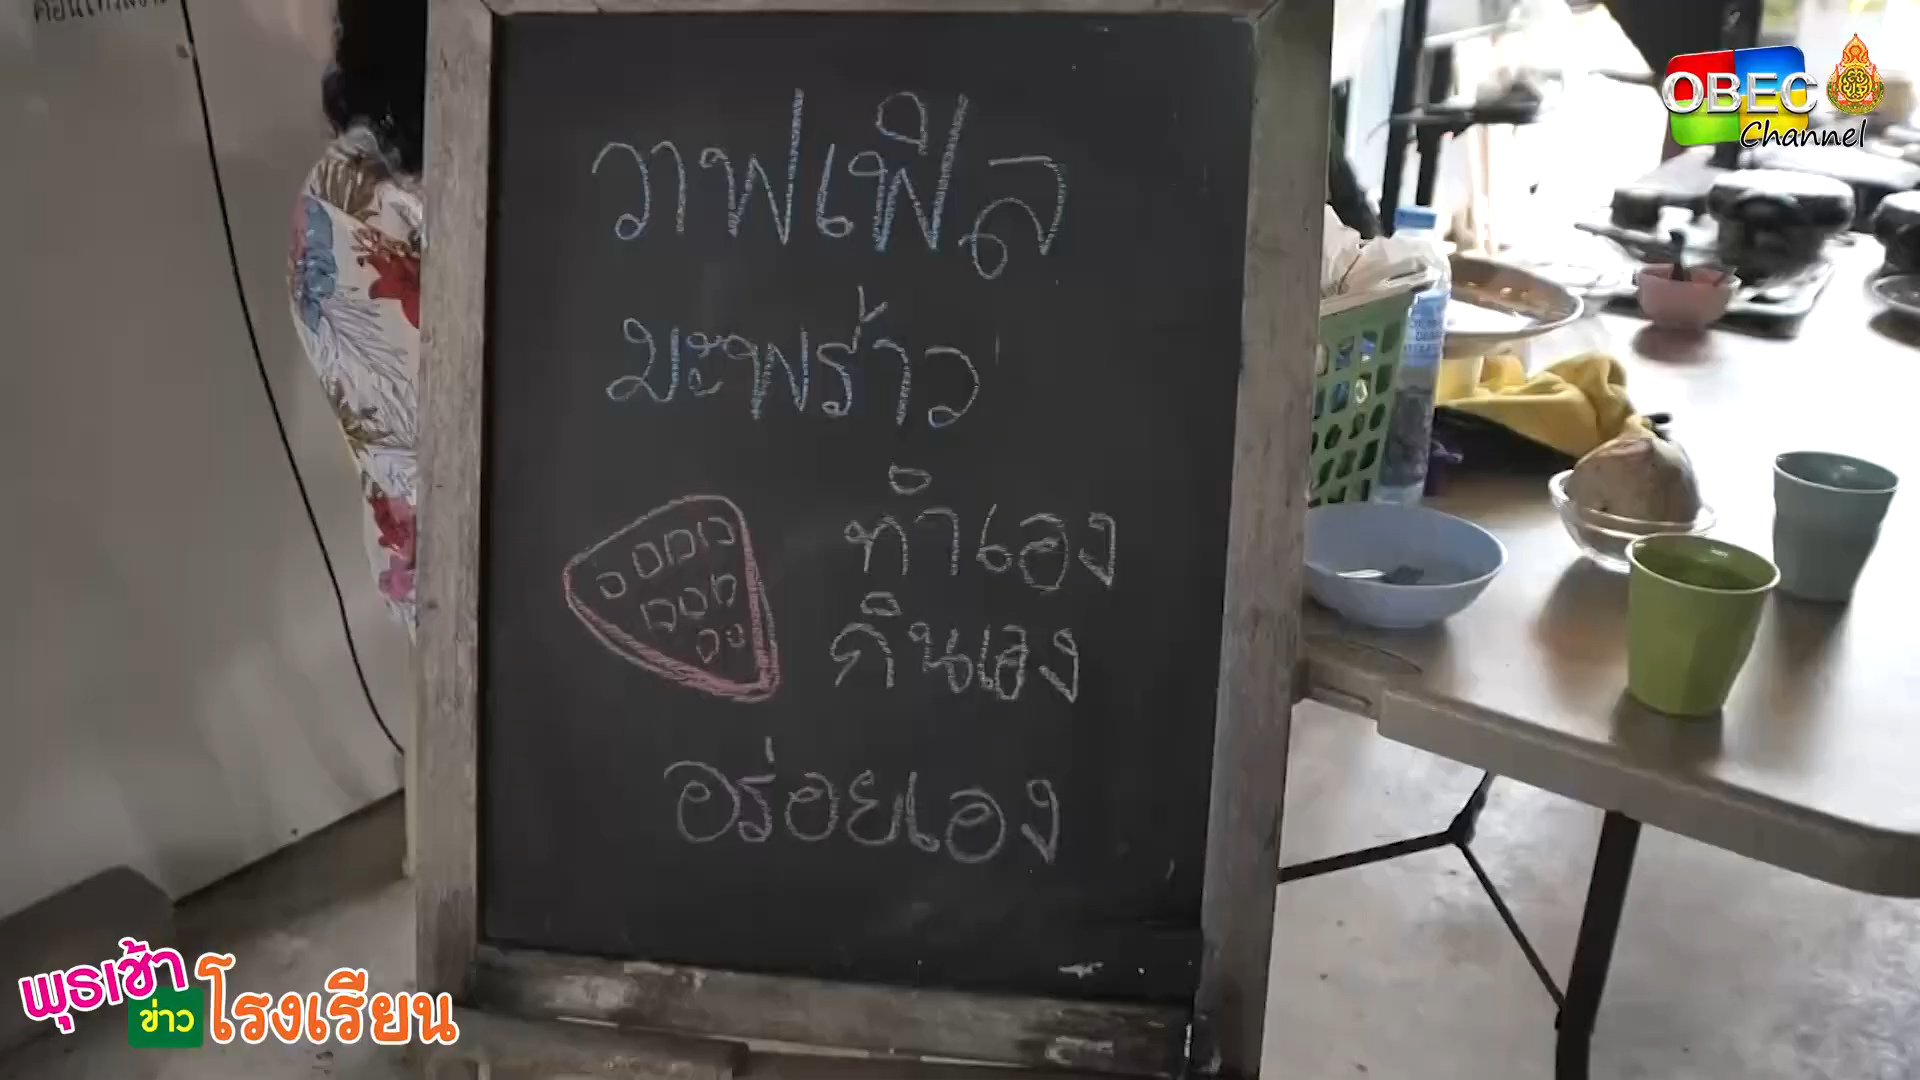 OBEC
Channel
วาฟเฟิล
มะพร้าว
ทำเอง
กินเอง
อร่อยเอง
พุธเช้า
ข่าว
โรงเรียน